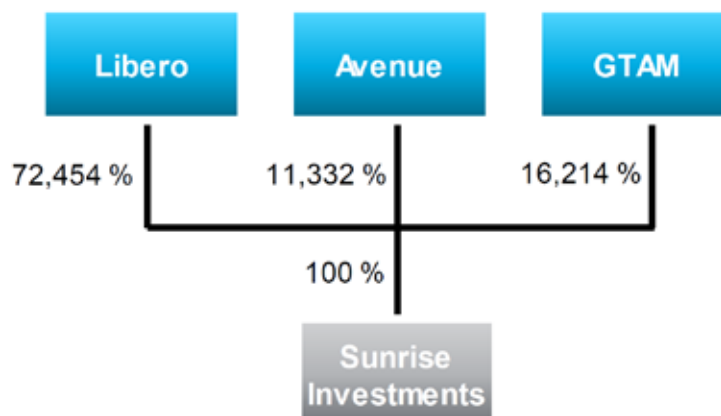 Libero
Avenue
GTAM
72,454 %
11,332 %
16,214 %
100 %
Sunrise
Investments